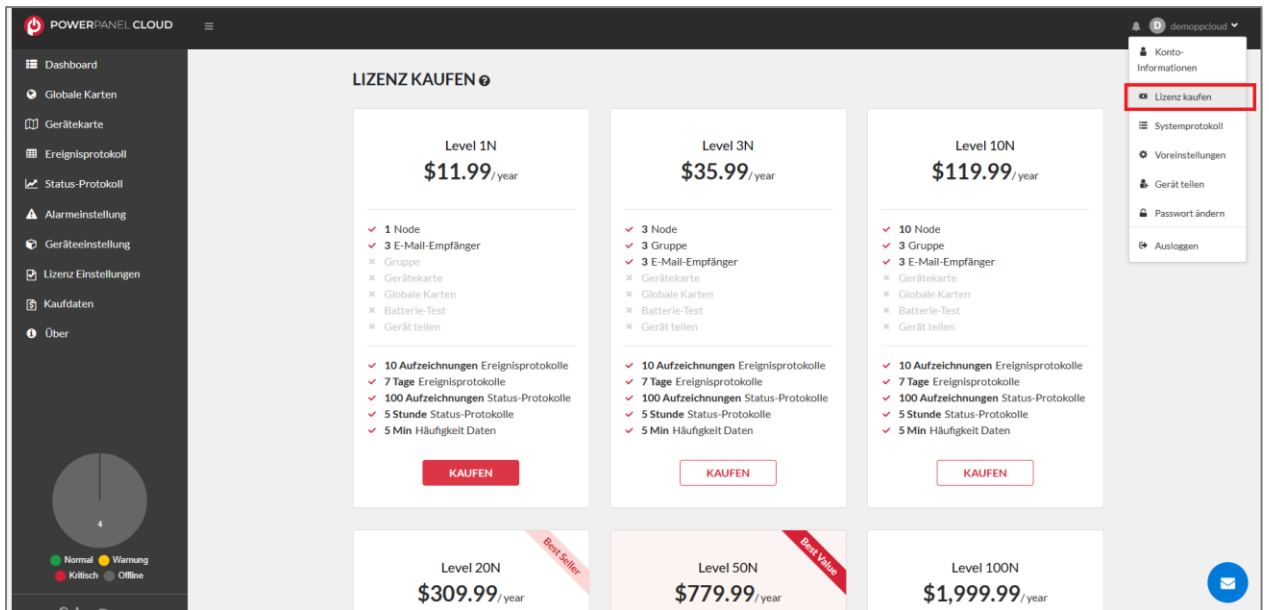 POWERPANEL CLOUD
demoppcloud
Dashboard
Globale Karten
Gerätekarte
Ereignisprotokoll
Status-Protokoll
Alarmeinstellung
Geräteeinstellung
Lizenz Einstellungen
Kaufdaten
Über
4
Normal Warnung
Kritisch Offline
LIZENZ KAUFEN
Level 1N
$11.99/year
1 Node
3 E-Mail-Empfänger
Gruppe
Gerätekarte
Globale Karten
Batterie-Test
Gerät teilen
10 Aufzeichnungen Ereignisprotokolle
7 Tage Ereignisprotokolle
100 Aufzeichnungen Status-Protokolle
5 Stunde Status-Protokolle
5 Min Häufigkeit Daten
KAUFEN
Level 3N
$35.99/year
3 Node
3 Gruppe
3 E-Mail-Empfänger
Gerätekarte
Globale Karten
Batterie-Test
Gerät teilen
10 Aufzeichnungen Ereignisprotokolle
7 Tage Ereignisprotokolle
100 Aufzeichnungen Status-Protokolle
5 Stunde Status-Protokolle
5 Min Häufigkeit Daten
KAUFEN
Level 10N
$119.99/year
10 Node
3 Gruppe
3 E-Mail-Empfänger
Gerätekarte
Globale Karten
Batterie-Test
Gerät teilen
10 Aufzeichnungen Ereignisprotokolle
7 Tage Ereignisprotokolle
100 Aufzeichnungen Status-Protokolle
5 Stunde Status-Protokolle
5 Min Häufigkeit Daten
KAUFEN
Best Seller
Level 20N
$309.99/year
Best Value
Level 50N
$779.99/year
Level 100N
$1,999.99/year
D
Konto-
Informationen
Lizenz kaufen
Systemprotokoll
Voreinstellungen
Gerät teilen
Passwort ändern
Ausloggen